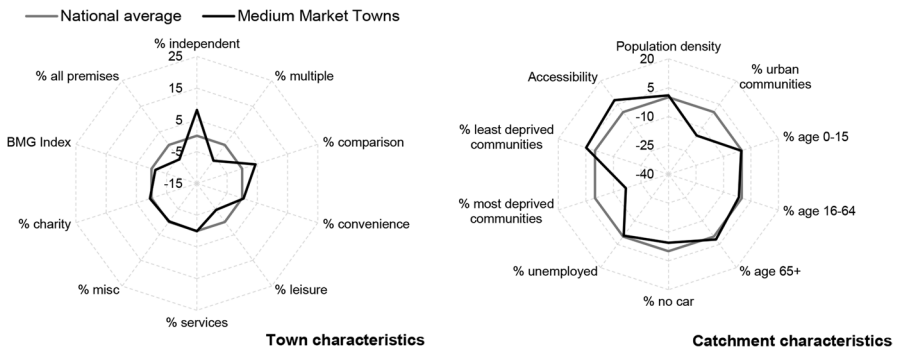 National average
Medium Market Towns
% independent
25
% all premises
% multiple
15
5
BMG Index
-5
% comparison
-15
% charity
% convenience
% misc
% leisure
% services
Town characteristics
Population density
20
Accessibility
% urban
communities
5
% least deprived
communities
-10
% age 0-15
-25
-40
% most deprived
communities
% age 16-64
% unemployed
% age 65+
% no car
Catchment characteristics